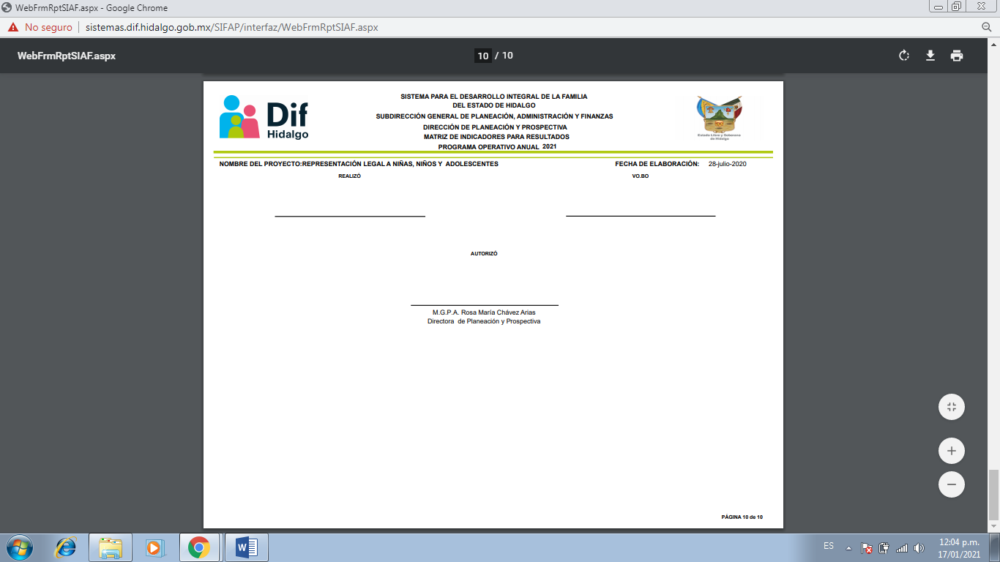 WebFrmRptSIAF.aspx - Google Chrome
No seguro sistemas.dif.hidalgo.gob.mx/SIFAP/interfaz/WebFrmRptSIAF.aspx
WebFrmRptSIAF.aspx 10 / 10
Dif
Hidalgo
SISTEMA PARA EL DESARROLLO INTEGRAL DE LA FAMILIA
DEL ESTADO DE HIDALGO
SUBDIRECCIÓN GENERAL DE PLANEACIÓN, ADMINISTRACIÓN Y FINANZAS
DIRECCIÓN DE PLANEACIÓN Y PROSPECTIVA
MATRIZ DE INDICADORES PARA RESULTADOS
PROGRAMA OPERATIVO ANUAL 2021
Estado Libre y Soberano
de Hidalgo
NOMBRE DEL PROYECTO:REPRESENTACIÓN LEGAL A NIÑAS, NIÑOS Y ADOLESCENTES FECHA DE ELABORACIÓN: 28-julio-2020
REALIZÓ VO.BO
AUTORIZÓ
M.G.P.A. Rosa María Chávez Arias
Directora de Planeación y Prospectiva
PÁGINA 10 de 10
ES 12:04 p.m.
17/01/2021